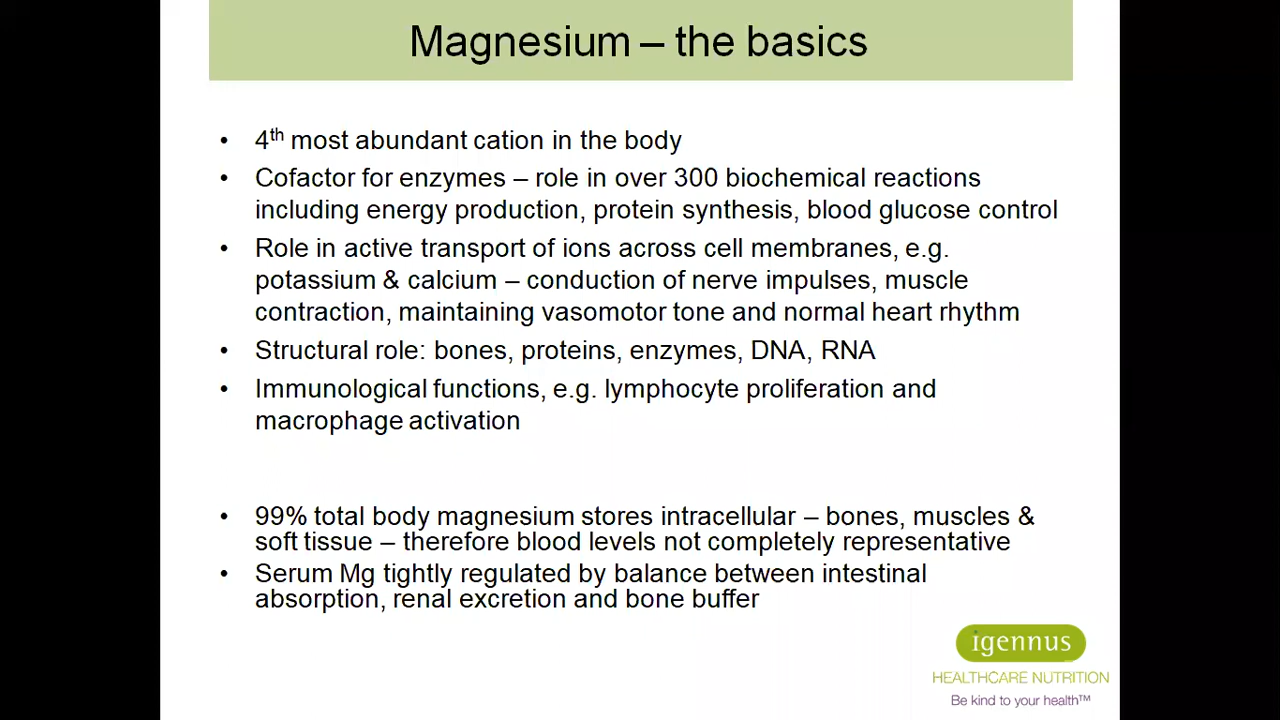 Magnesium – the basics
• 4th most abundant cation in the body
• Cofactor for enzymes – role in over 300 biochemical reactions
including energy production, protein synthesis, blood glucose control
• Role in active transport of ions across cell membranes, e.g.
potassium & calcium – conduction of nerve impulses, muscle
contraction, maintaining vasomotor tone and normal heart rhythm
• Structural role: bones, proteins, enzymes, DNA, RNA
• Immunological functions, e.g. lymphocyte proliferation and
macrophage activation
• 99% total body magnesium stores intracellular – bones, muscles &
soft tissue – therefore blood levels not completely representative
• Serum Mg tightly regulated by balance between intestinal
absorption, renal excretion and bone buffer
igennus
HEALTHCARE NUTRITION
Be kind to your health™